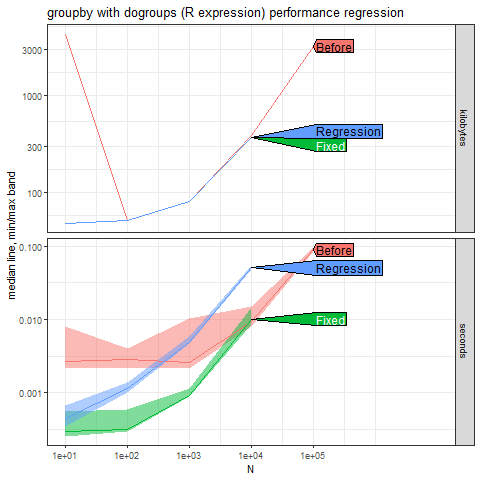 groupby with dogroups (R expression) performance regression
3000
1000
300
100
Before
Regression
Fixed
kilobytes
0.100
0.010
0.001
Before
Regression
Fixed
seconds
median line, min/max band
1e+01 1e+02 1e+03 1e+04 1e+05
N